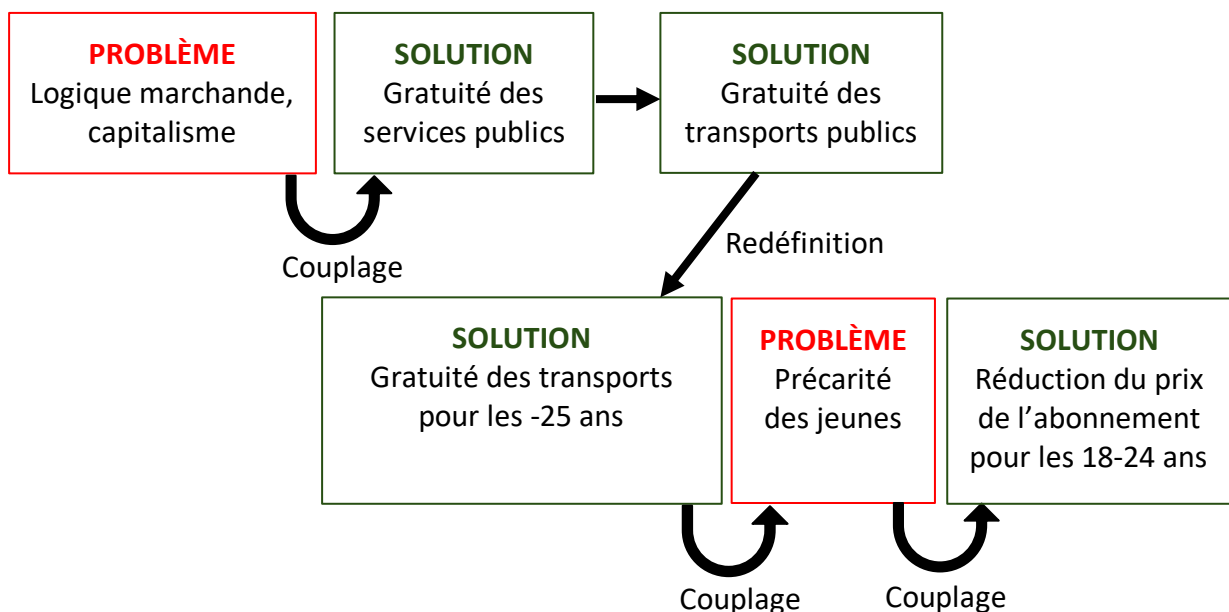 PROBLÈME
Logique marchande,
capitalisme
SOLUTION
Gratuité des
services publics
SOLUTION
Gratuité des
transports publics
Couplage
Redéfinition
SOLUTION
Gratuité des transports
pour les -25 ans
PROBLÈME
Précarité
des jeunes
SOLUTION
Réduction du prix
de l’abonnement
pour les 18-24 ans
Couplage
Couplage